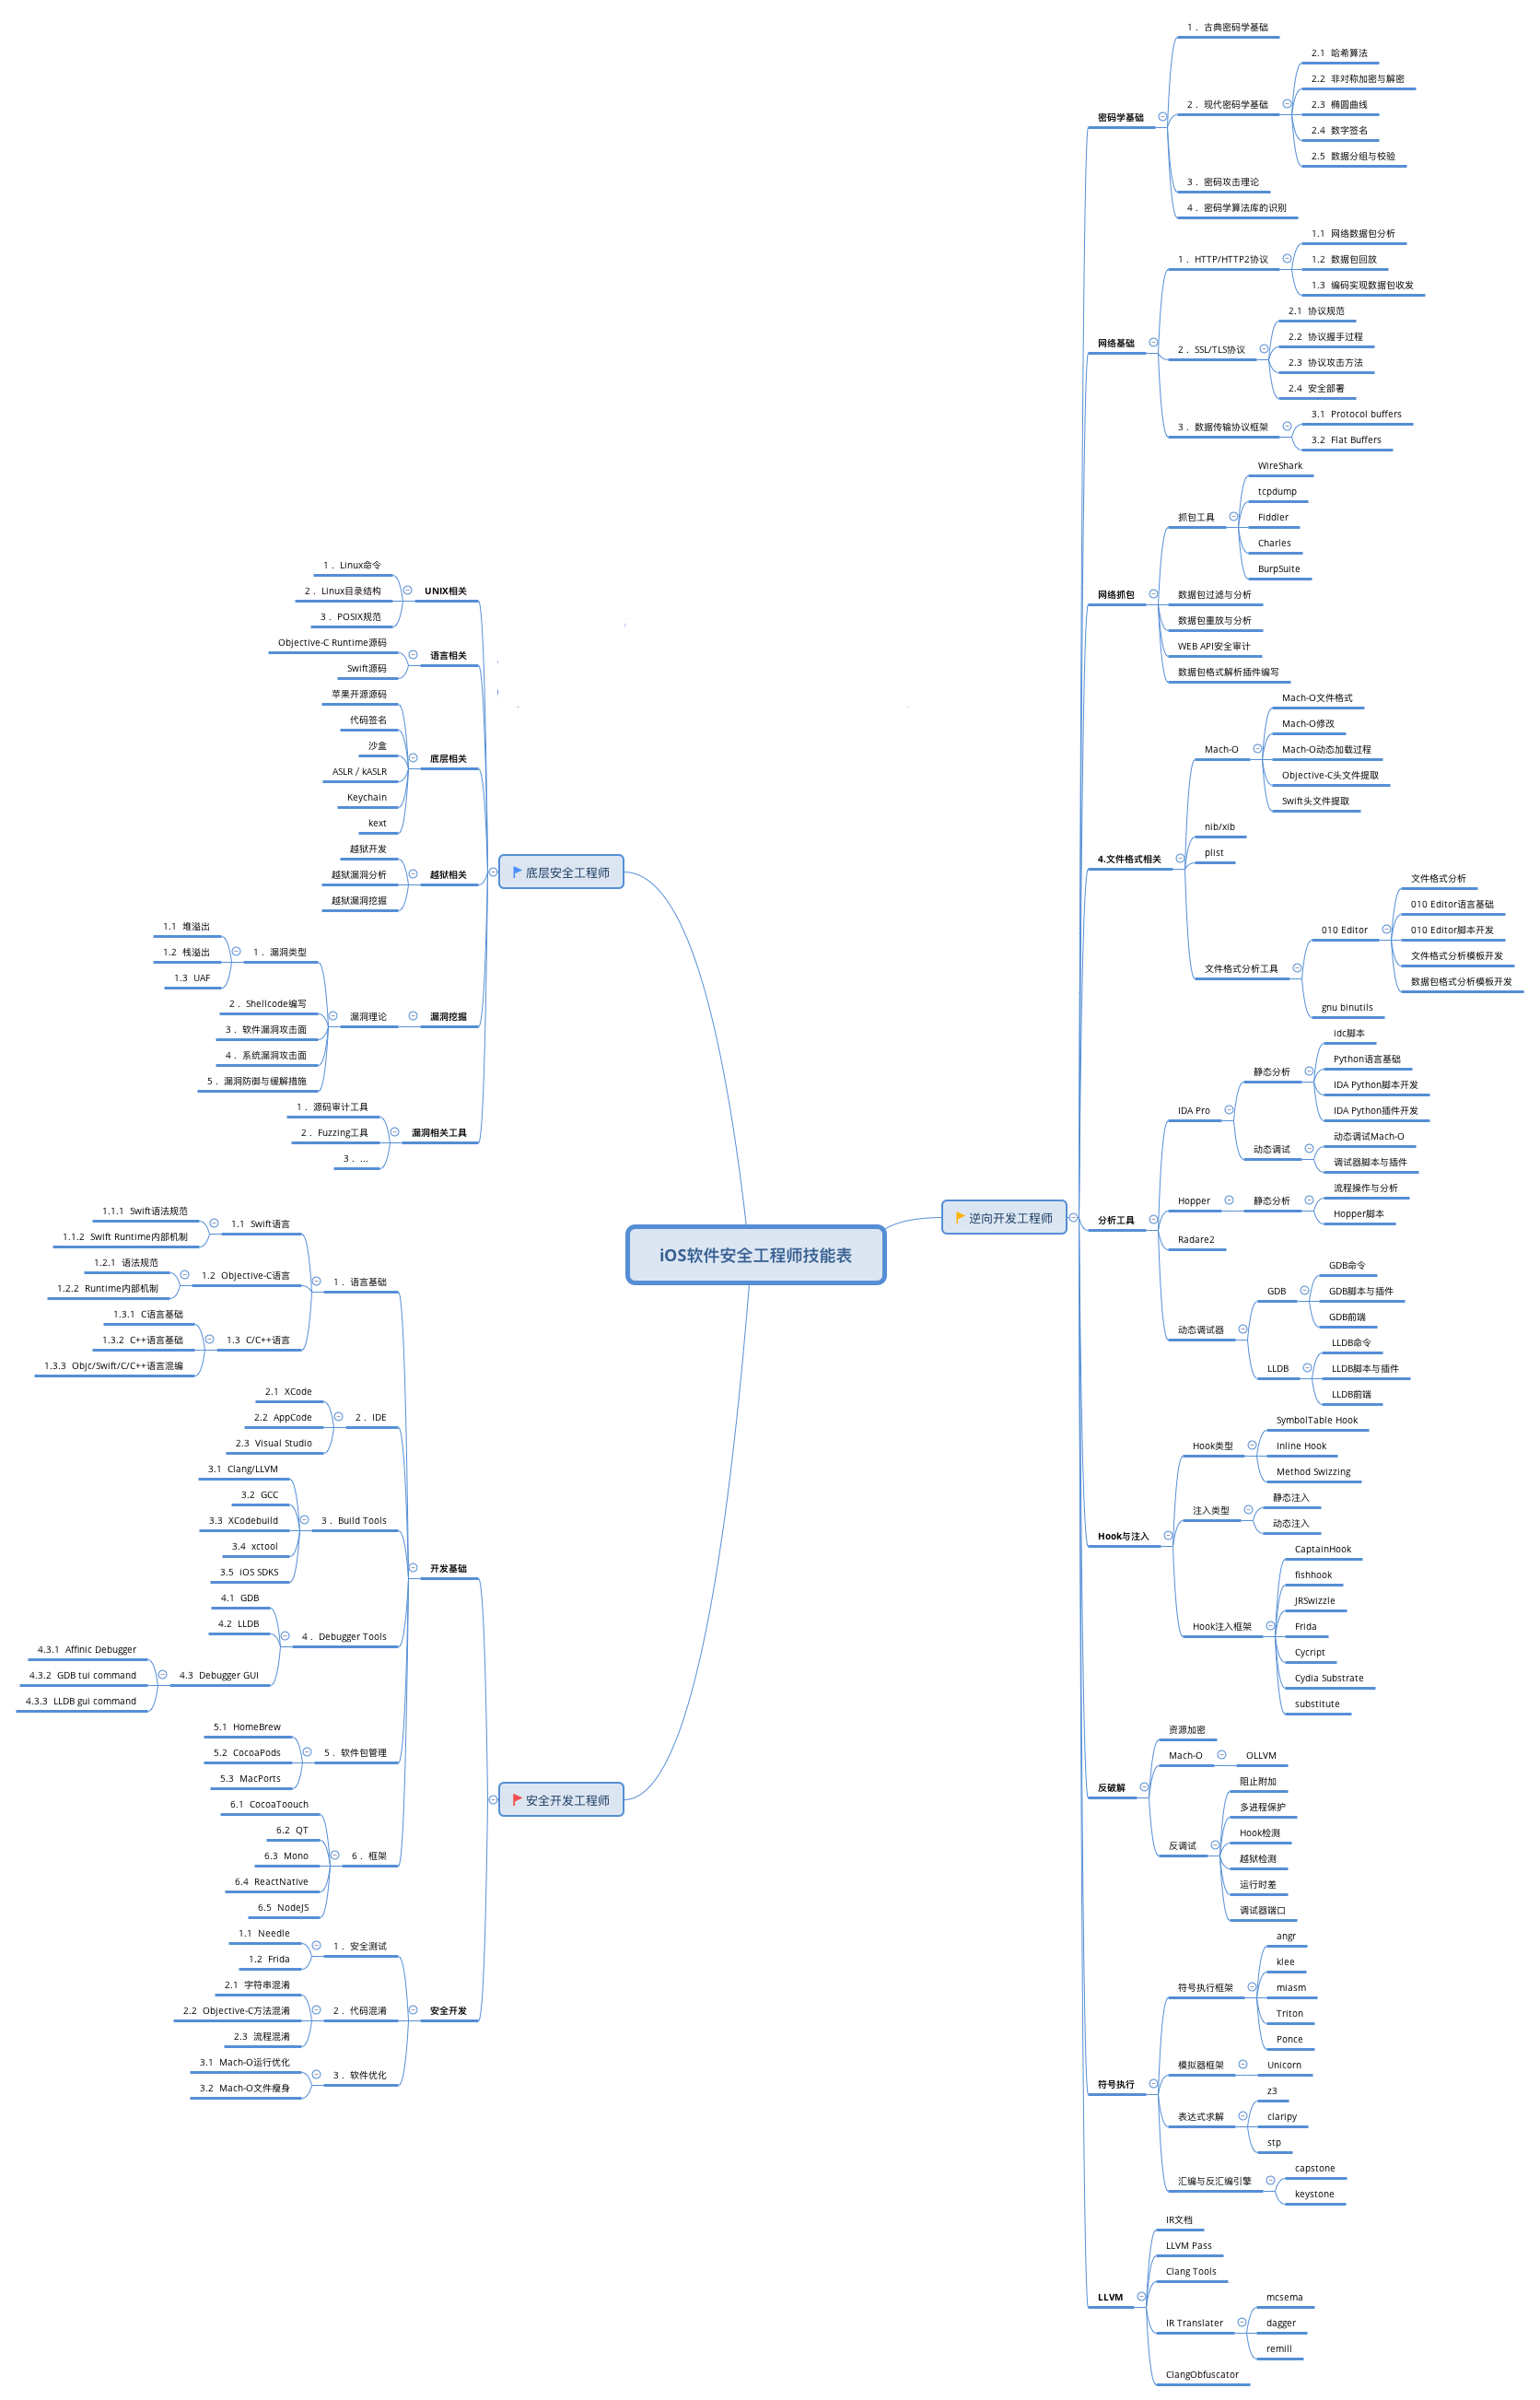 iOS软件安全工程师技能表
逆向开发工程师
密码学基础
1． 古典密码学基础
2． 现代密码学基础
2.1 哈希算法
2.2 非对称加密与解密
2.3 椭圆曲线
2.4 数字签名
2.5 数据分组与校验
3． 密码攻击理论
4． 密码学算法库的识别
网络基础
1． HTTP/HTTP2协议
1.1 网络数据包分析
1.2 数据包回放
1.3 编码实现数据包收发
2． SSL/TLS协议
2.1 协议规范
2.2 协议握手过程
2.3 协议攻击方法
2.4 安全部署
3． 数据传输协议框架
3.1 Protocol buffers
3.2 Flat Buffers
网络抓包
抓包工具
WireShark
tcpdump
Fiddler
Charles
BurpSuite
数据包过滤与分析
数据包重放与分析
WEB API安全审计
数据包格式解析插件编写
4.文件格式相关
Mach-O
Mach-O文件格式
Mach-O修改
Mach-O动态加载过程
Objective-C头文件提取
Swift头文件提取
nib/xib
plist
文件格式分析工具
010 Editor
文件格式分析
010 Editor语言基础
010 Editor脚本开发
文件格式分析模板开发
数据包格式分析模板开发
gnu binutils
分析工具
IDA Pro
静态分析
idc脚本
Python语言基础
IDA Python脚本开发
IDA Python插件开发
动态调试
动态调试Mach-O
调试器脚本与插件
Hopper
静态分析
流程操作与分析
Hopper脚本
Radare2
动态调试器
GDB
GDB命令
GDB脚本与插件
GDB前端
LLDB
LLDB命令
LLDB脚本与插件
LLDB前端
Hook与注入
Hook类型
SymbolTable Hook
Inline Hook
Method Swizzing
注入类型
静态注入
动态注入
Hook注入框架
CaptainHook
fishhook
JRSwizzle
Frida
Cycript
Cydia Substrate
substitute
反破解
资源加密
Mach-O
OLLVM
反调试
阻止附加
多进程保护
Hook检测
越狱检测
运行时差
调试器端口
符号执行
符号执行框架
angr
klee
miasm
Triton
Ponce
模拟器框架
Unicorn
表达式求解
z3
claripy
stp
汇编与反汇编引擎
capstone
keystone
LLVM
IR文档
LLVM Pass
Clang Tools
IR Translater
mcsema
dagger
remill
ClangObfuscator
底层安全工程师
UNIX相关
1． Linux命令
2． Linux目录结构
3． POSIX规范
语言相关
Objective-C Runtime源码
Swift源码
底层相关
苹果开源源码
代码签名
沙盒
ASLR / kASLR
Keychain
kext
越狱相关
越狱开发
越狱漏洞分析
越狱漏洞挖掘
漏洞挖掘
漏洞理论
1． 漏洞类型
1.1 堆溢出
1.2 栈溢出
1.3 UAF
2． Shellcode编写
3． 软件漏洞攻击面
4． 系统漏洞攻击面
5． 漏洞防御与缓解措施
漏洞相关工具
1． 源码审计工具
2． Fuzzing工具
3． ...
安全开发工程师
开发基础
1． 语言基础
1.1 Swift语言
1.1.1 Swift语法规范
1.1.2 Swift Runtime内部机制
1.2 Objective-C语言
1.2.1 语法规范
1.2.2 Runtime内部机制
1.3 C/C++语言
1.3.1 C语言基础
1.3.2 C++语言基础
1.3.3 Objc/Swift/C/C++语言混编
2． IDE
2.1 XCode
2.2 AppCode
2.3 Visual Studio
3． Build Tools
3.1 Clang/LLVM
3.2 GCC
3.3 XCodebuild
3.4 xctool
3.5 iOS SDKS
4． Debugger Tools
4.1 GDB
4.2 LLDB
4.3 Debugger GUI
4.3.1 Affinic Debugger
4.3.2 GDB tui command
4.3.3 LLDB gui command
5． 软件包管理
5.1 HomeBrew
5.2 CocoaPods
5.3 MacPorts
6． 框架
6.1 CocoaToouch
6.2 QT
6.3 Mono
6.4 ReactNative
6.5 NodeJS
安全开发
1． 安全测试
1.1 Needle
1.2 Frida
2． 代码混淆
2.1 字符串混淆
2.2 Objective-C方法混淆
2.3 流程混淆
3． 软件优化
3.1 Mach-O运行优化
3.2 Mach-O文件瘦身